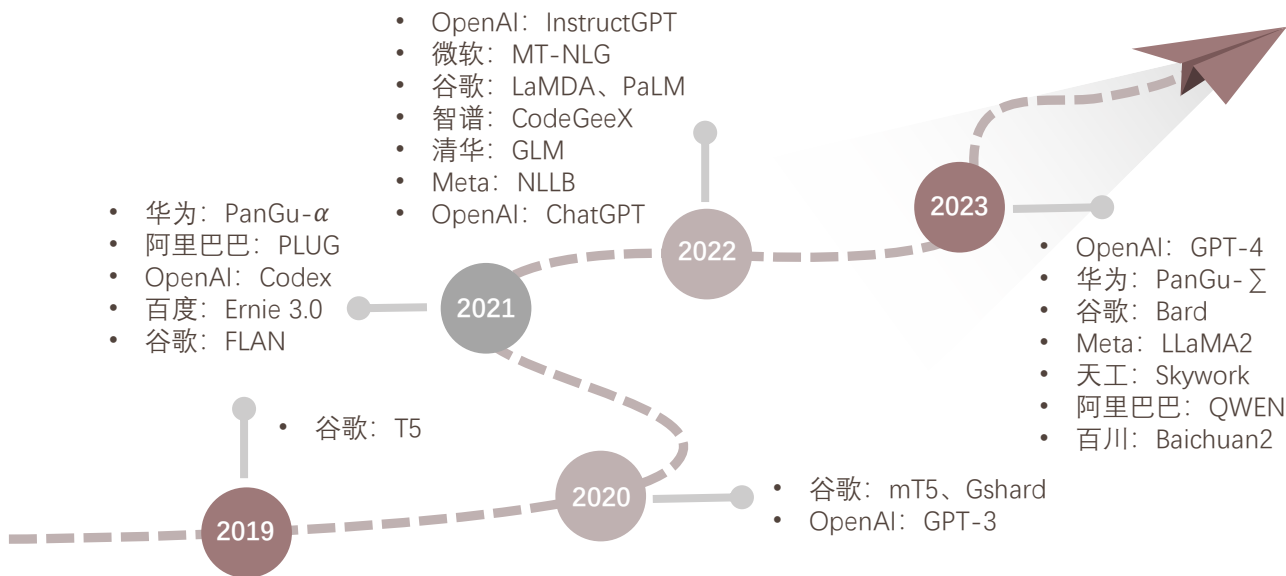 • OpenAI：InstructGPT
• 微软：MT-NLG
• 谷歌：LaMDA、PaLM
• 智谱：CodeGeeX
• 清华：GLM
• Meta：NLLB
• OpenAI：ChatGPT
2023
2022
• 华为：PanGu-α
• 阿里巴巴：PLUG
• OpenAI：Codex
• 百度：Ernie 3.0
• 谷歌：FLAN
2021
• OpenAI：GPT-4
• 华为：PanGu-∑
• 谷歌：Bard
• Meta：LLaMA2
• 天工：Skywork
• 阿里巴巴：QWEN
• 百川：Baichuan2
• 谷歌：T5
2019
2020
• 谷歌：mT5、Gshard
• OpenAI：GPT-3